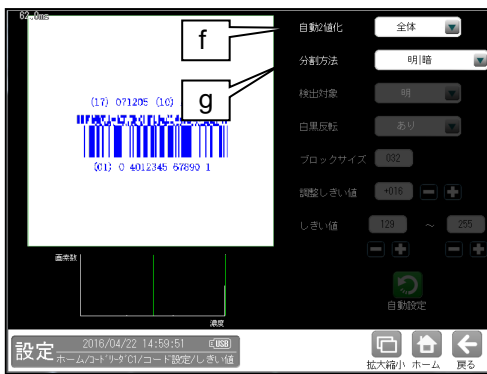 62.0ms
f
g
(17) 071205 (10)
(01) 0 4012345 67890 1
自動2値化 全体
分割方法 明|暗
検出対象 明
白黒反転 あり
ブロックサイズ 032
調整しきい値 +016
しきい値 129 ～ 255
自動設定
画素数
濃度
設定
2016/04/22 14:59:51 USB
ホーム/コードリーダC1/コード設定/しきい値
拡大縮小 ホーム 戻る